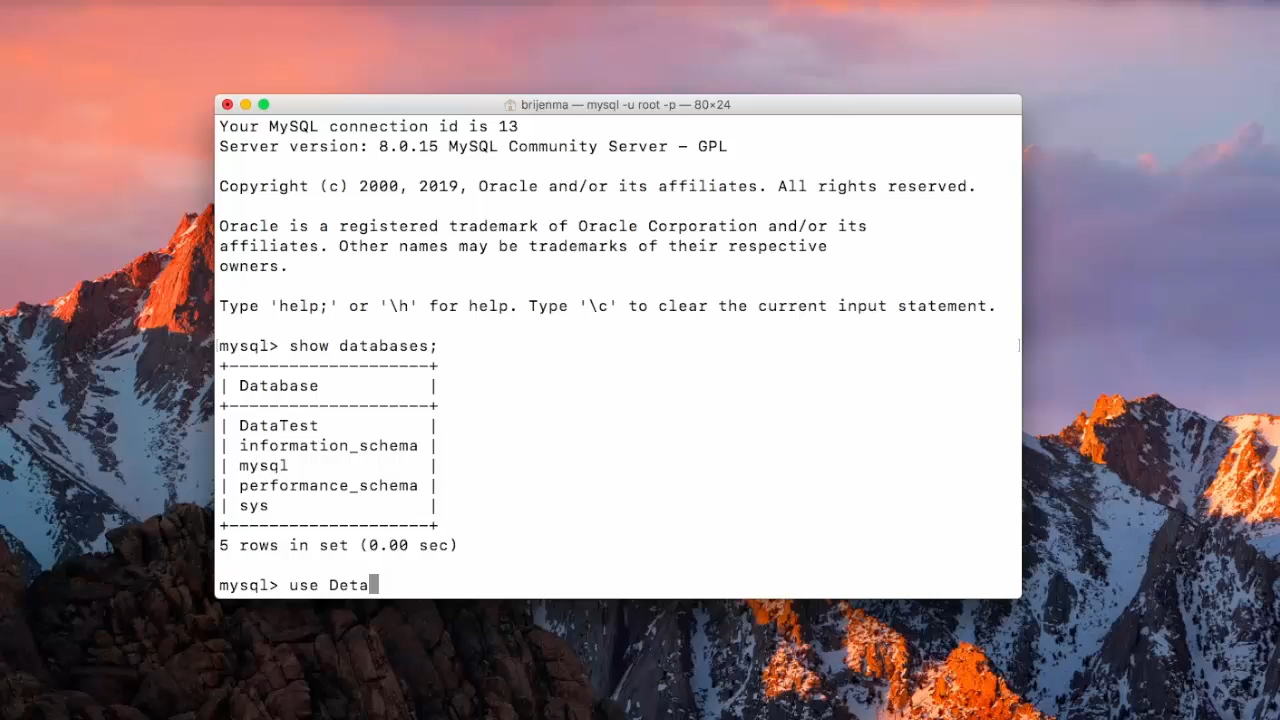 brijenma — mysql -u root -p — 80×24
Your MySQL connection id is 13
Server version: 8.0.15 MySQL Community Server - GPL
Copyright (c) 2000, 2019, Oracle and/or its affiliates. All rights reserved.
Oracle is a registered trademark of Oracle Corporation and/or its
affiliates. Other names may be trademarks of their respective
owners.
Type 'help;' or '\h' for help. Type '\c' to clear the current input statement.
mysql> show databases;
+--------------------+
| Database           |
+--------------------+
| DataTest           |
| information_schema |
| mysql              |
| performance_schema |
| sys                |
+--------------------+
5 rows in set (0.00 sec)
mysql> use Deta